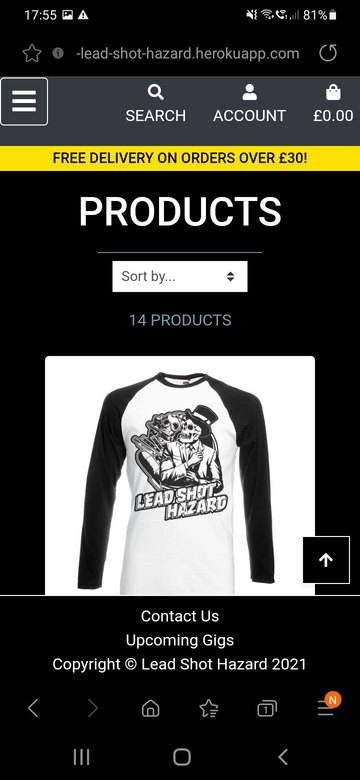 17:55 81%
-lead-shot-hazard.herokuapp.com
SEARCH ACCOUNT £0.00
FREE DELIVERY ON ORDERS OVER £30!
PRODUCTS
Sort by...
14 PRODUCTS
LEAD SHOT
HAZARD
Contact Us
Upcoming Gigs
Copyright © Lead Shot Hazard 2021
1 N